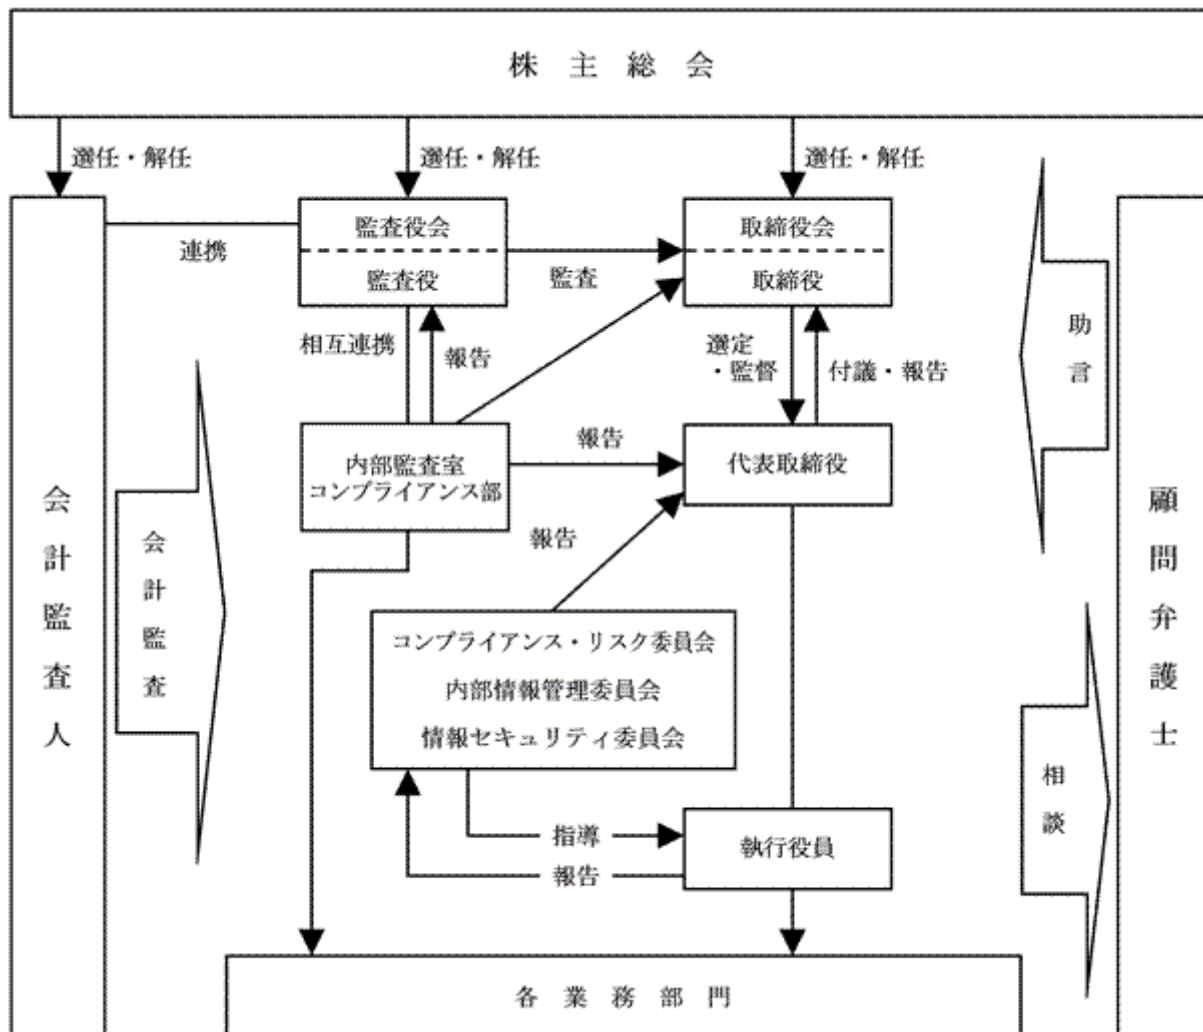 株主総会
選任・解任
選任・解任
選任・解任
監査役会
監査役
取締役会
取締役
連携
監査
相互連携
報告
選定
・監督
付議・報告
助言
内部監査室
コンプライアンス部
報告
代表取締役
報告
会計監査人
会計監査
顧問弁護士
コンプライアンス・リスク委員会
内部情報管理委員会
情報セキュリティ委員会
相談
指導
報告
執行役員
各業務部門